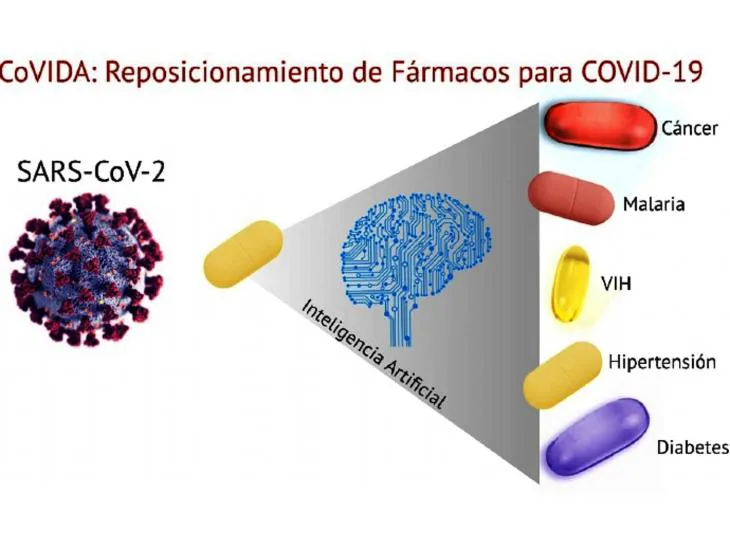 CoVIDA: Reposicionamiento de Fármacos para COVID-19
SARS-CoV-2
Inteligencia Artificial
Cáncer
Malaria
VIH
Hipertensión
Diabetes